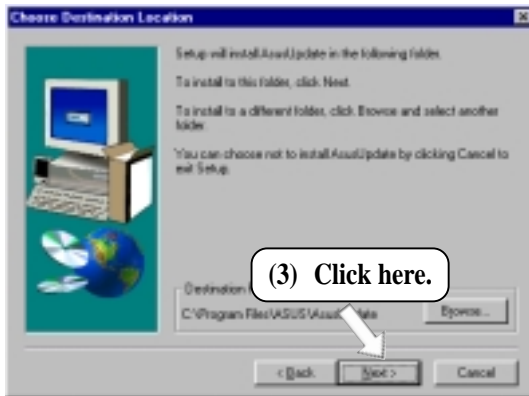 Choose Destination Location
Setup will install AsusUpdate in the following folder.
To install to this folder, click Next.
To install to a different folder, click Browse and select another
folder.
You can choose not to install AsusUpdate by clicking Cancel to
exit Setup.
(3) Click here.
Destination
C:\Program Files\ASUS\Asus
Browse...
< Back
Next >
Cancel